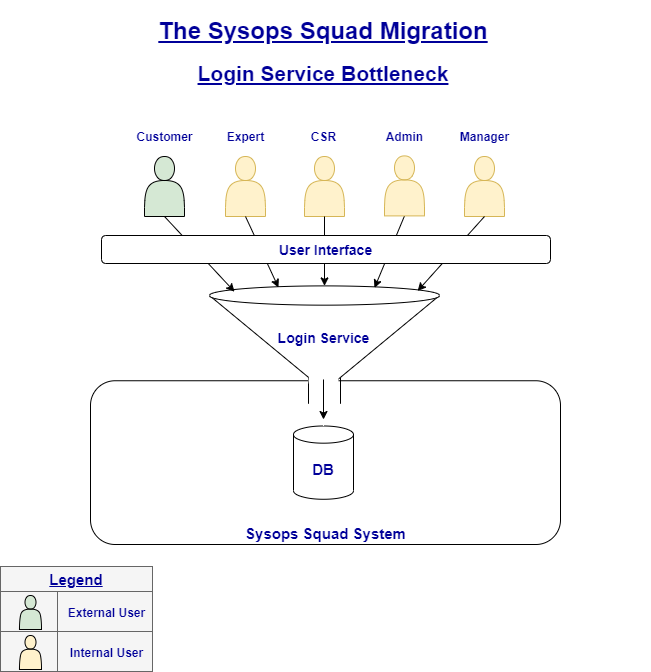 The Sysops Squad Migration
Login Service Bottleneck
Customer Expert CSR Admin Manager
User Interface
Login Service
DB
Sysops Squad System
Legend
External User
Internal User